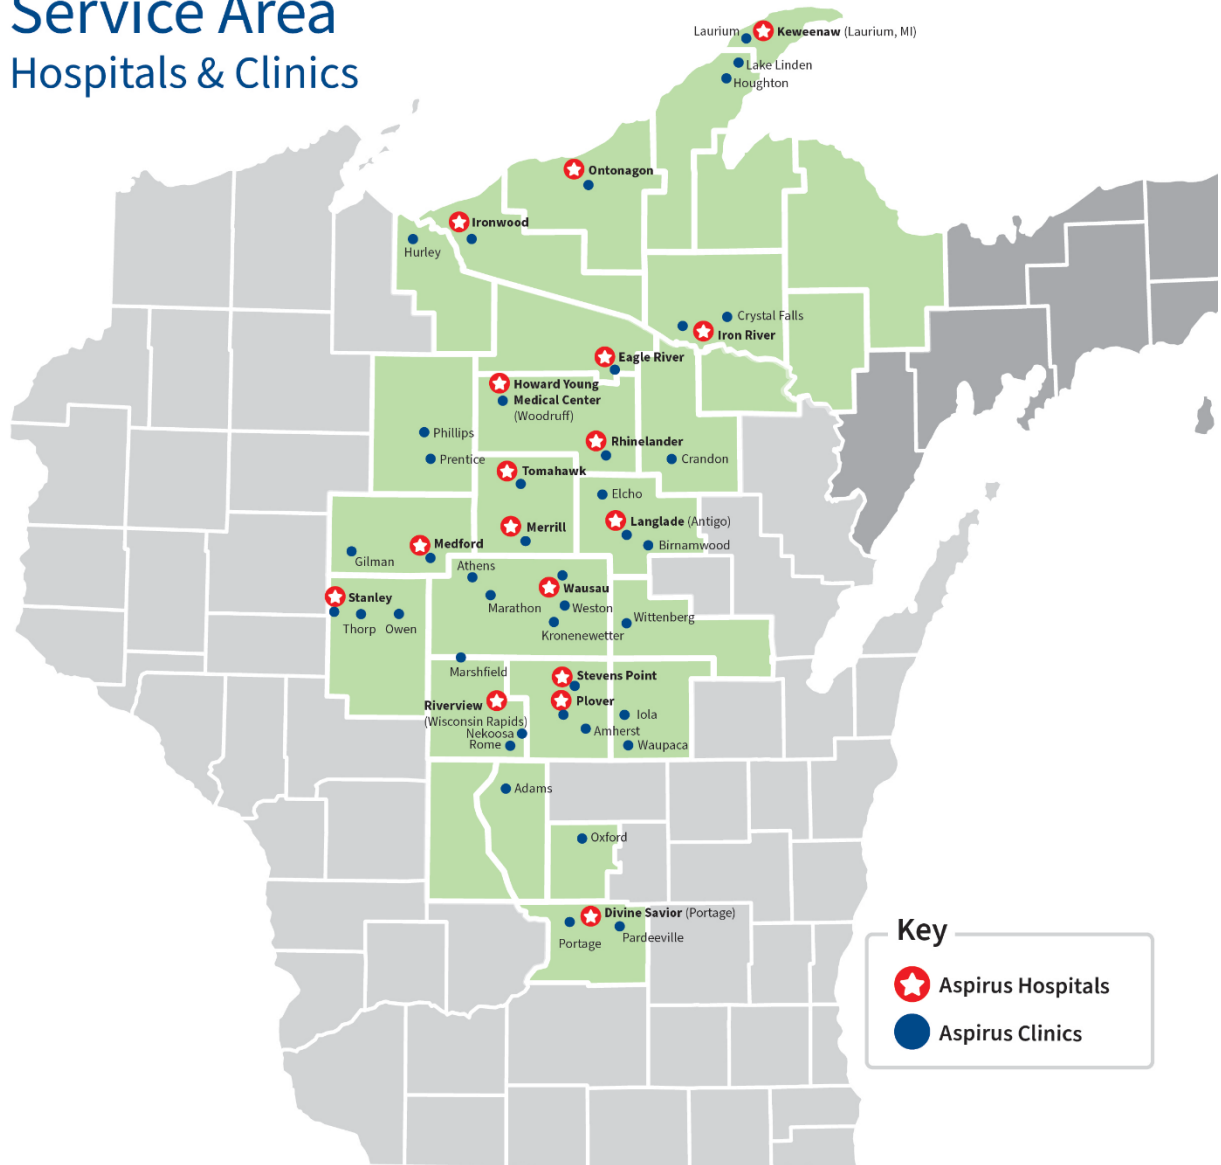 Service Area
Hospitals & Clinics
Laurium
Keweenaw (Laurium, MI)
Lake Linden
Houghton
Ontonagon
Ironwood
Hurley
Crystal Falls
Iron River
Eagle River
Howard Young
Medical Center
(Woodruff)
Phillips
Rhinelander
Prentice
Crandon
Tomahawk
Elcho
Langlade (Antigo)
Merrill
Medford
Birnamwood
Gilman
Athens
Wausau
Stanley
Marathon
Weston
Wittenberg
Thorp
Owen
Kronenewetter
Marshfield
Stevens Point
Plover
Riverview
(Wisconsin Rapids)
Iola
Nekoosa
Amherst
Rome
Waupaca
Adams
Oxford
Divine Savior (Portage)
Portage
Pardeeville
Key
Aspirus Hospitals
Aspirus Clinics